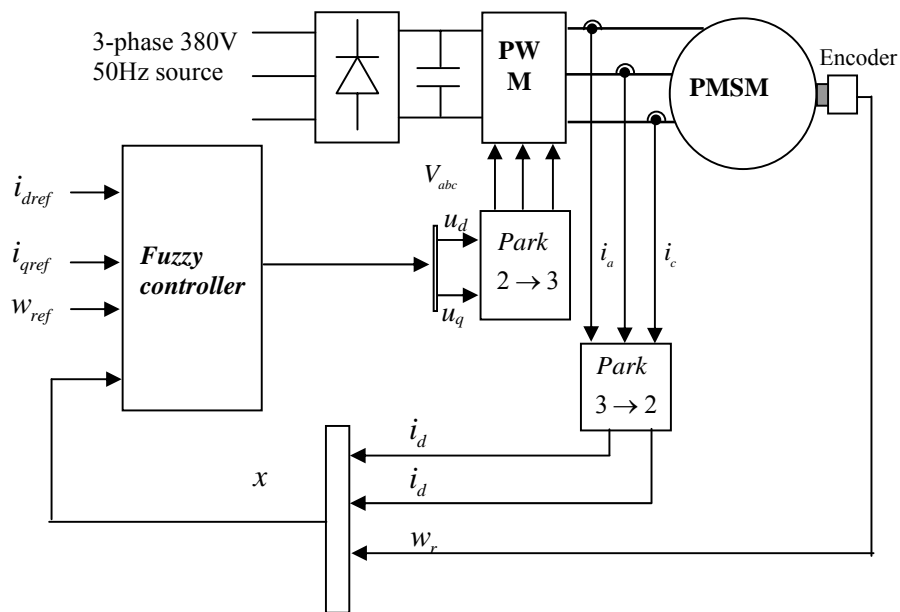 3-phase 380V
50Hz source
PW
M
PMSM
Encoder
i_dref
i_qref
w_ref
Fuzzy
controller
V_abc
u_d
u_q
Park
2 → 3
i_a
i_c
Park
3 → 2
i_d
i_d
w_r
x